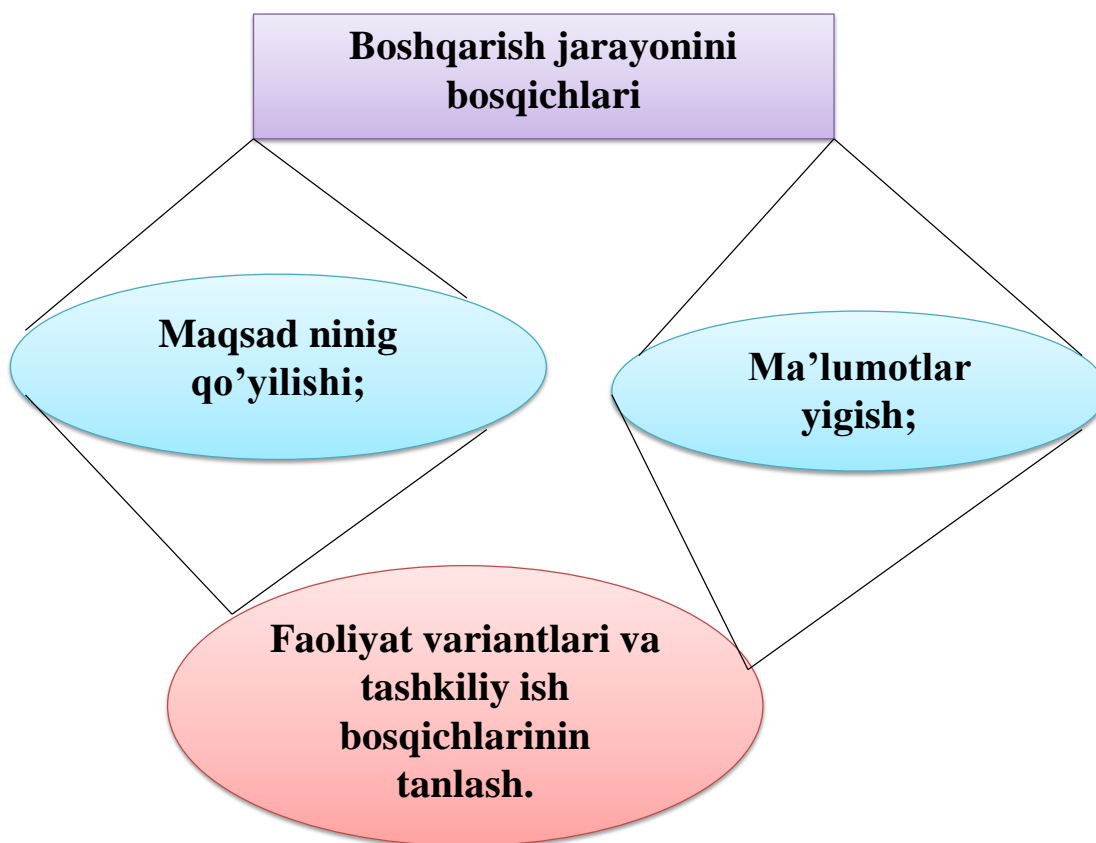 Boshqarish jarayonini
bosqichlari
Maqsad ninig
qo’yilishi;
Ma’lumotlar
yigish;
Faoliyat variantlari va
tashkiliy ish
bosqichlarinin
tanlash.